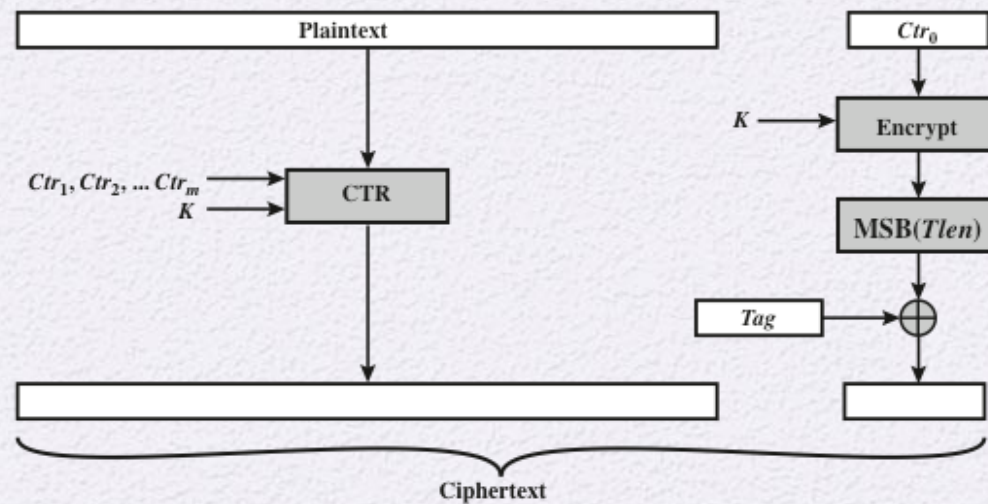 Plaintext
Ctr₀
K
Encrypt
Ctr₁, Ctr₂, ... Ctrₘ
K
CTR
MSB(Tlen)
Tag
Ciphertext